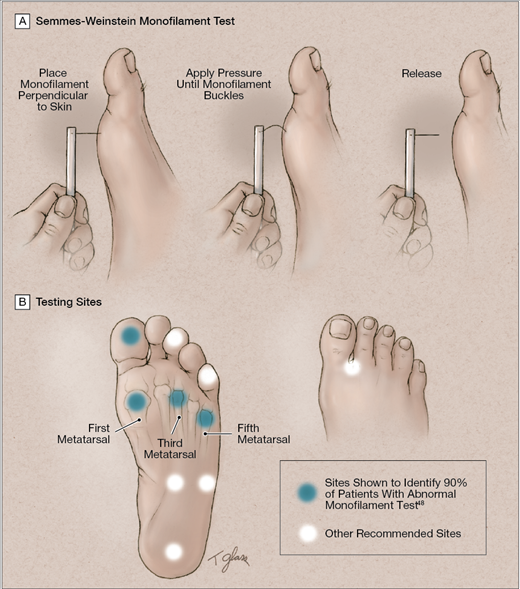 A Semmes-Weinstein Monofilament Test
Place
Monofilament
Perpendicular
to Skin
Apply Pressure
Until Monofilament
Buckles
Release
B Testing Sites
First
Metatarsal
Third
Metatarsal
Fifth
Metatarsal
Sites Shown to Identify 90%
of Patients With Abnormal
Monofilament Test48
Other Recommended Sites
T glass